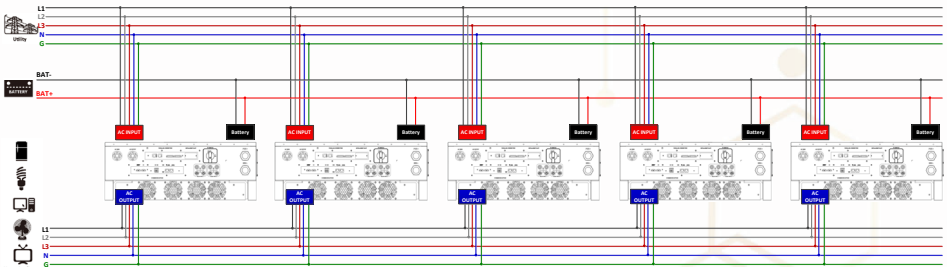 L1
L2
L3
N
G
Utility
BAT-
BATTERY
BAT+
AC INPUT
Battery
AC INPUT
Battery
AC INPUT
Battery
AC INPUT
Battery
AC INPUT
Battery
AC
OUTPUT
AC
OUTPUT
AC
OUTPUT
AC
OUTPUT
AC
OUTPUT
L1
L2
L3
N
G